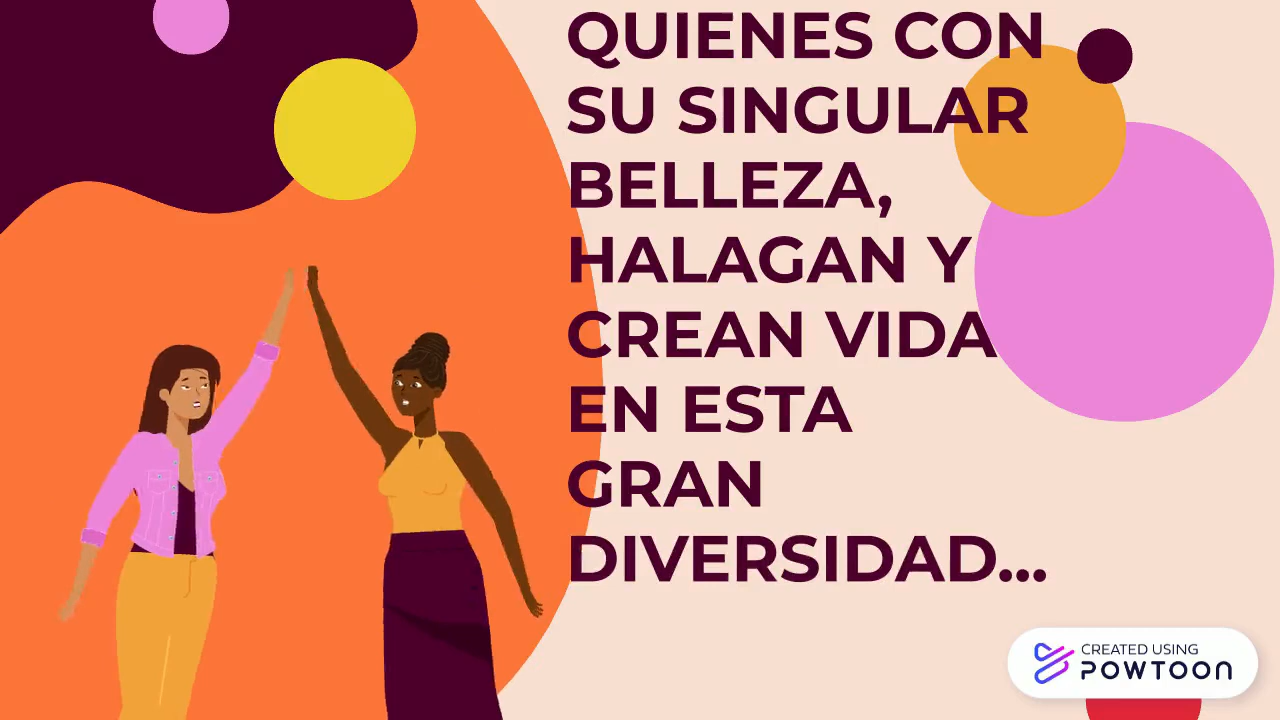 QUIENES CON
SU SINGULAR
BELLEZA,
HALAGAN Y
CREAN VIDA
EN ESTA
GRAN
DIVERSIDAD...
CREATED USING
POWTOON